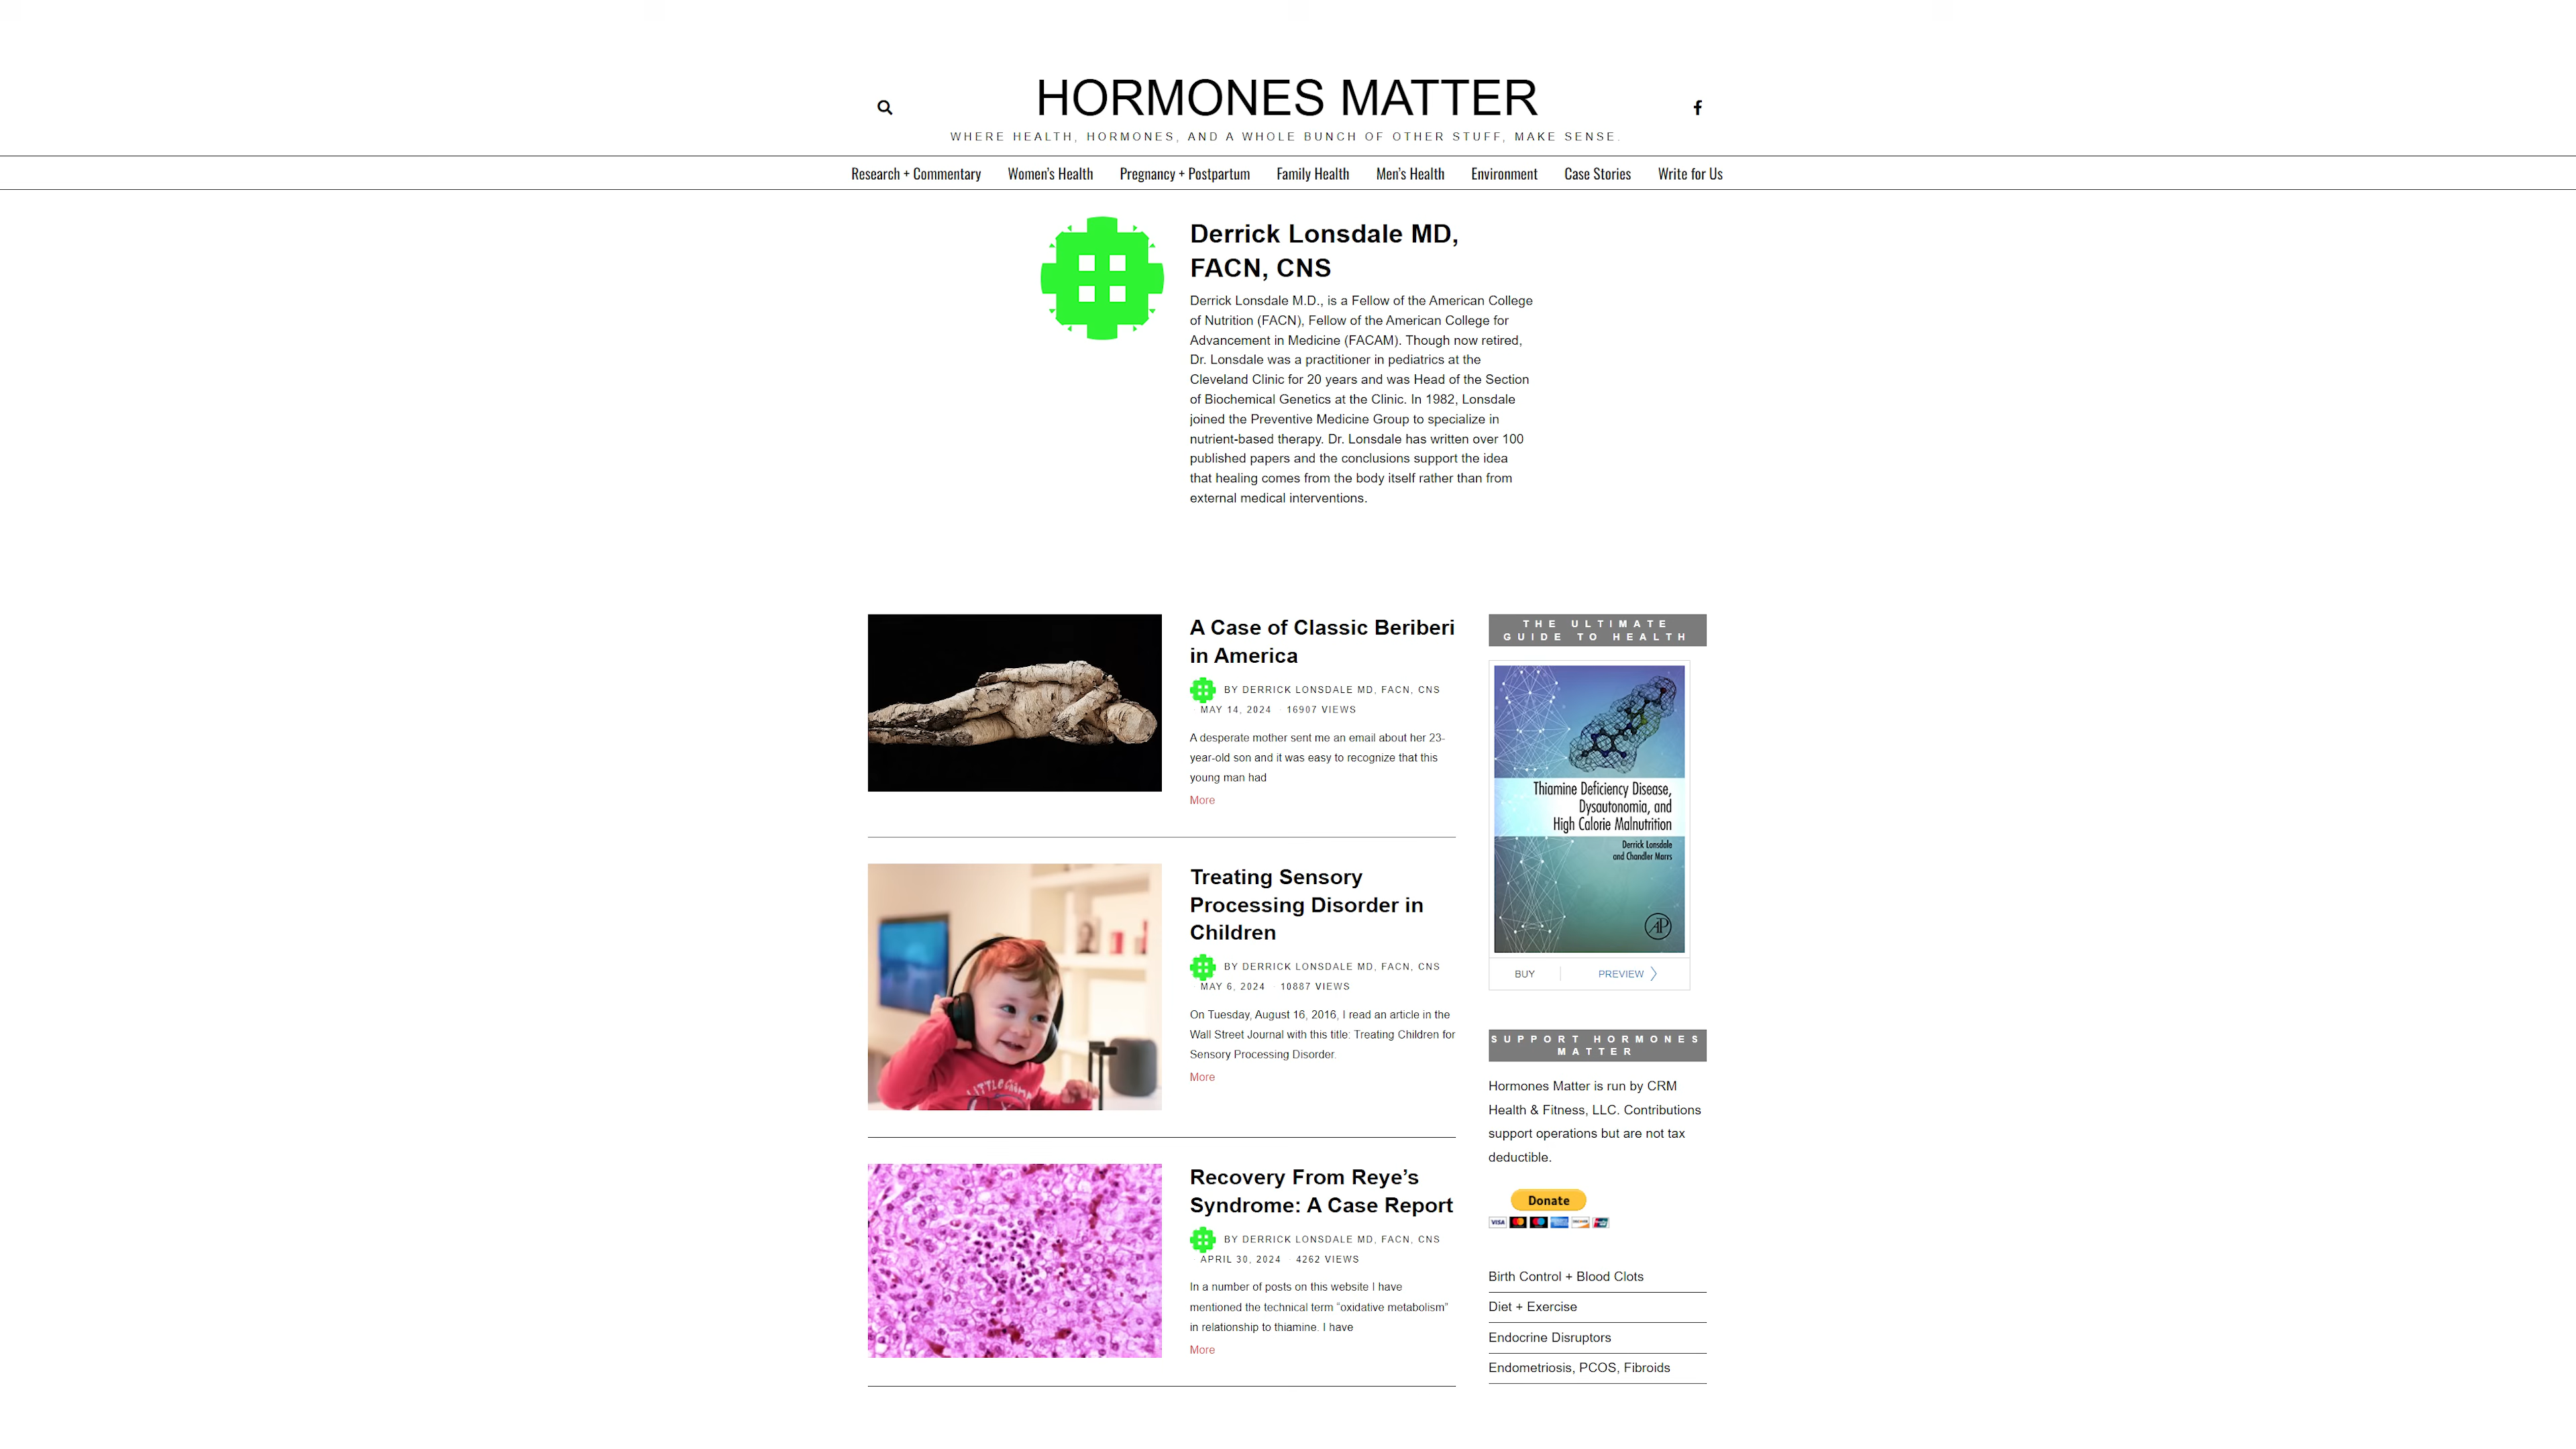 HORMONES MATTER
WHERE HEALTH, HORMONES, AND A WHOLE BUNCH OF OTHER STUFF, MAKE SENSE.
Research + Commentary Women's Health Pregnancy + Postpartum Family Health Men's Health Environment Case Stories Write for Us
Derrick Lonsdale MD,
FACN, CNS
Derrick Lonsdale M.D., is a Fellow of the American College
of Nutrition (FACN), Fellow of the American College for
Advancement in Medicine (FACAM). Though now retired,
Dr. Lonsdale was a practitioner in pediatrics at the
Cleveland Clinic for 20 years and was Head of the Section
of Biochemical Genetics at the Clinic. In 1982, Lonsdale
joined the Preventive Medicine Group to specialize in
nutrient-based therapy. Dr. Lonsdale has written over 100
published papers and the conclusions support the idea
that healing comes from the body itself rather than from
external medical interventions.
A Case of Classic Beriberi
in America
BY DERRICK LONSDALE MD, FACN, CNS
MAY 14, 2024 · 16907 VIEWS
A desperate mother sent me an email about her 23-
year-old son and it was easy to recognize that this
young man had
More
Treating Sensory
Processing Disorder in
Children
BY DERRICK LONSDALE MD, FACN, CNS
MAY 6, 2024 · 10887 VIEWS
On Tuesday, August 16, 2016, I read an article in the
Wall Street Journal with this title: Treating Children for
Sensory Processing Disorder.
More
Recovery From Reye’s
Syndrome: A Case Report
BY DERRICK LONSDALE MD, FACN, CNS
APRIL 30, 2024 · 4262 VIEWS
In a number of posts on this website I have
mentioned the technical term “oxidative metabolism”
in relationship to thiamine. I have
More
THE ULTIMATE
GUIDE TO HEALTH
Thiamine Deficiency Disease,
Dysautonomia, and
High Calorie Malnutrition
Derrick Lonsdale
and Chandler Marrs
AP
BUY PREVIEW
SUPPORT HORMONES
MATTER
Hormones Matter is run by CRM
Health & Fitness, LLC. Contributions
support operations but are not tax
deductible.
Donate
VISA
Birth Control + Blood Clots
Diet + Exercise
Endocrine Disruptors
Endometriosis, PCOS, Fibroids